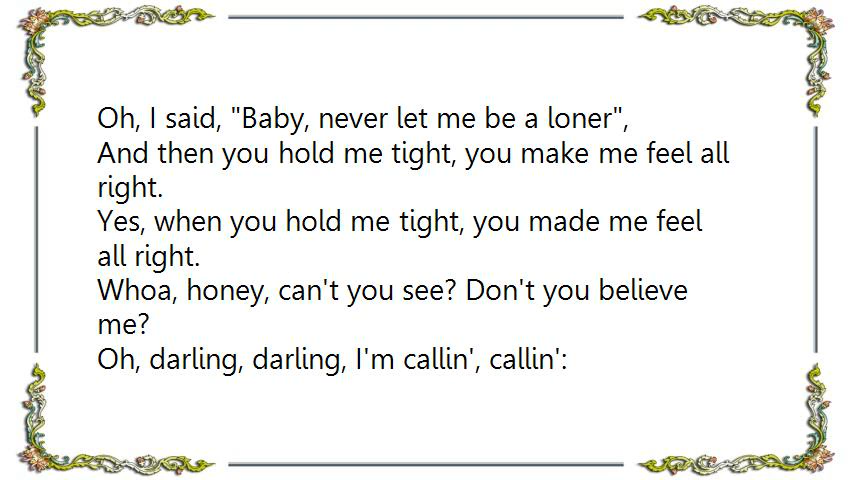 Oh, I said, "Baby, never let me be a loner",
And then you hold me tight, you make me feel all
right.
Yes, when you hold me tight, you made me feel
all right.
Whoa, honey, can't you see? Don't you believe
me?
Oh, darling, darling, I'm callin', callin':